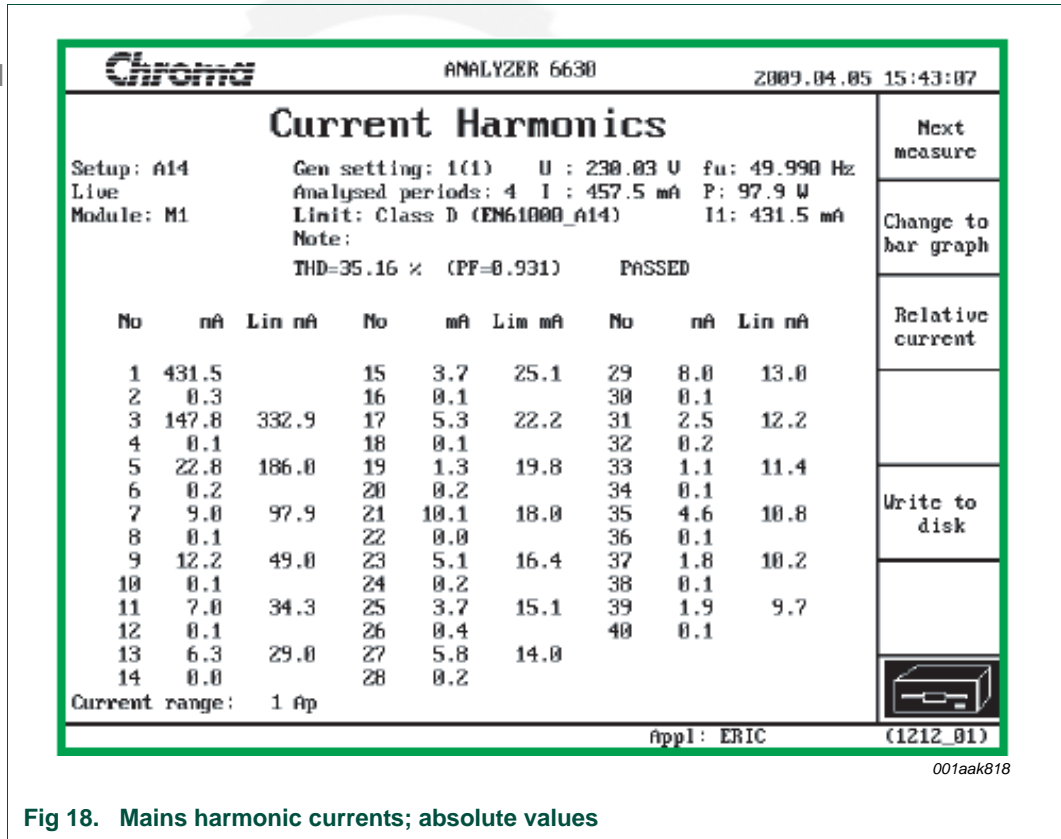 Chroma ANALYZER 6630 2009.04.05 15:43:07
Current Harmonics
Setup: A14 Gen setting: 1(1) U : 230.03 V fu: 49.990 Hz
Live Analysed periods: 4 I : 457.5 mA P: 97.9 W
Module: M1 Limit: Class D (EN61000_A14) I1: 431.5 mA
Note:
THD=35.16 % (PF=0.931) PASSED
No mA Lim mA No mA Lim mA No mA Lim mA
1 431.5 15 3.7 25.1 29 8.0 13.0
2 0.3 16 0.1 30 0.1
3 147.8 332.9 17 5.3 22.2 31 2.5 12.2
4 0.1 18 0.1 32 0.2
5 22.8 186.0 19 1.3 19.8 33 1.1 11.4
6 0.2 20 0.2 34 0.1
7 9.0 97.9 21 10.1 18.0 35 4.6 10.8
8 0.1 22 0.0 36 0.1
9 12.2 49.0 23 5.1 16.4 37 1.8 10.2
10 0.1 24 0.2 38 0.1
11 7.0 34.3 25 3.7 15.1 39 1.9 9.7
12 0.1 26 0.4 40 0.1
13 6.3 29.0 27 5.8 14.0
14 0.0 28 0.2
Current range: 1 Ap
Next
measure
Change to
bar graph
Relative
current
Write to
disk
Appl: ERIC (1212_01)
001aak818
Fig 18. Mains harmonic currents; absolute values